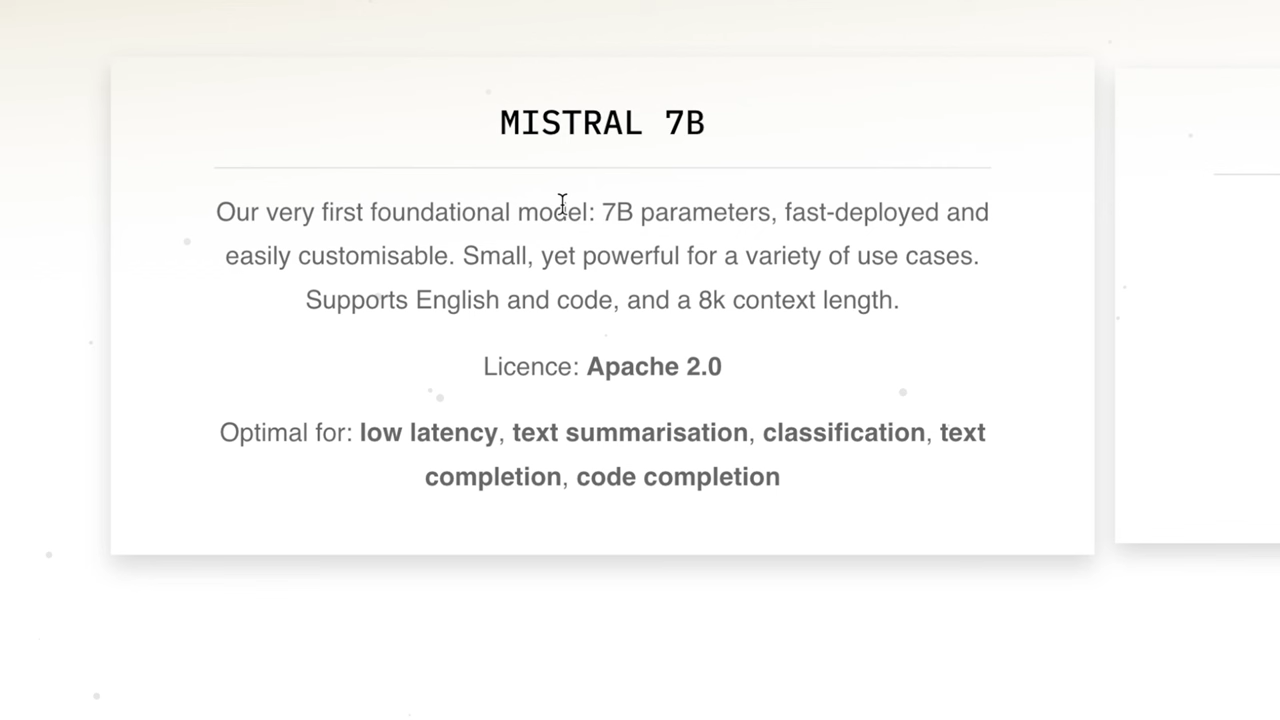 MISTRAL 7B
Our very first foundational model: 7B parameters, fast-deployed and
easily customisable. Small, yet powerful for a variety of use cases.
Supports English and code, and a 8k context length.
Licence: Apache 2.0
Optimal for: low latency, text summarisation, classification, text
completion, code completion